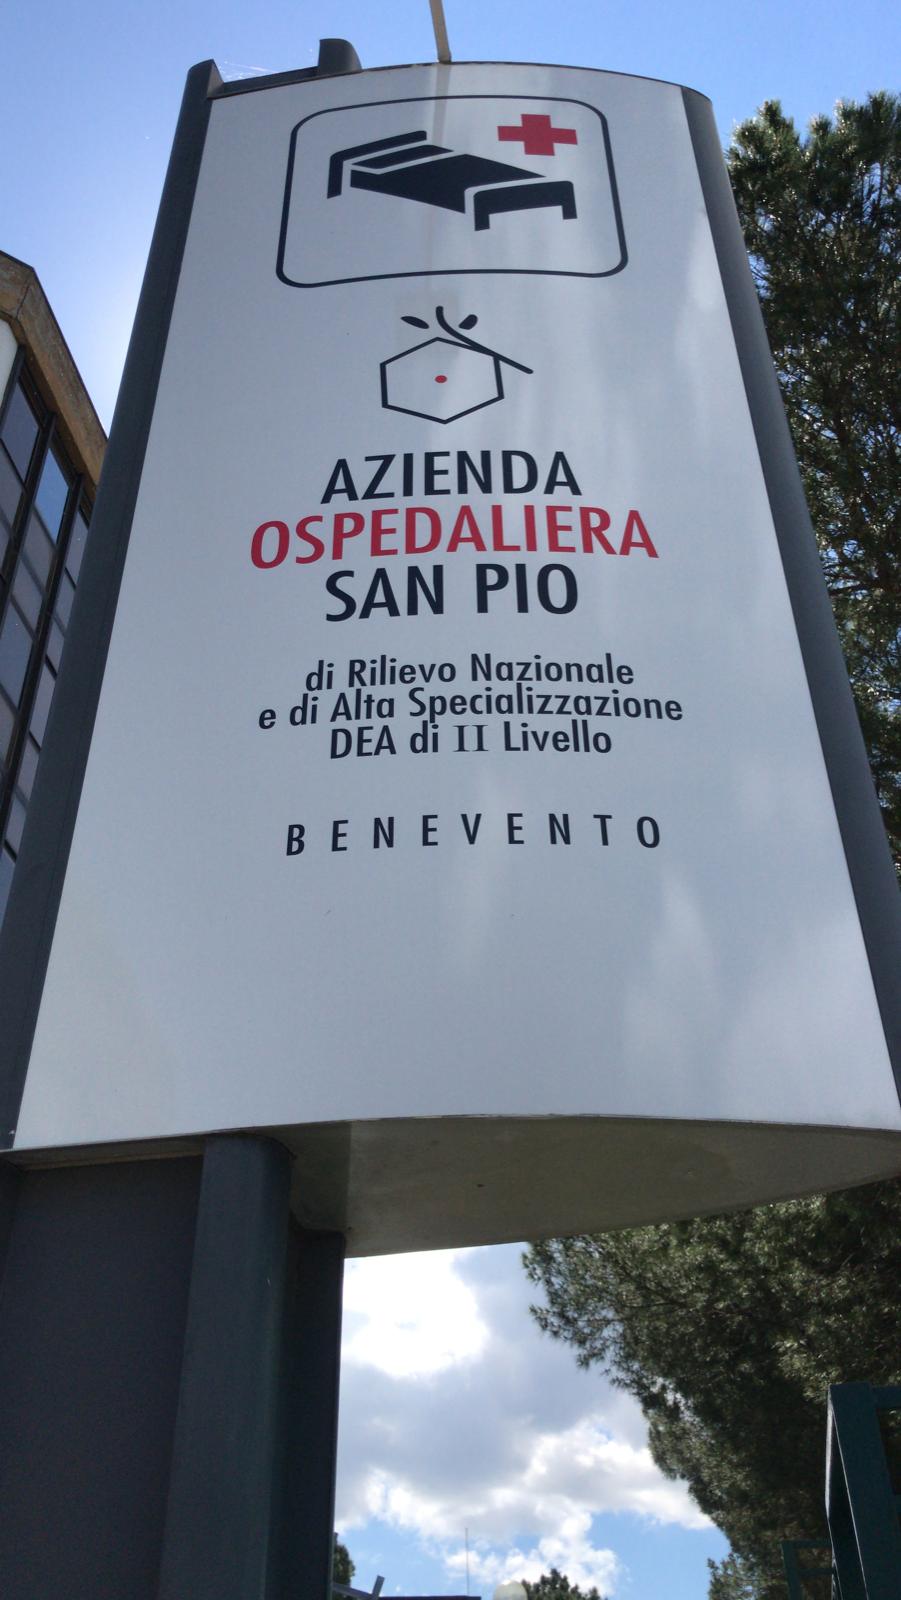 AZIENDA
OSPEDALIERA
SAN PIO
di Rilievo Nazionale
e di Alta Specializzazione
DEA di II Livello
BENEVENTO